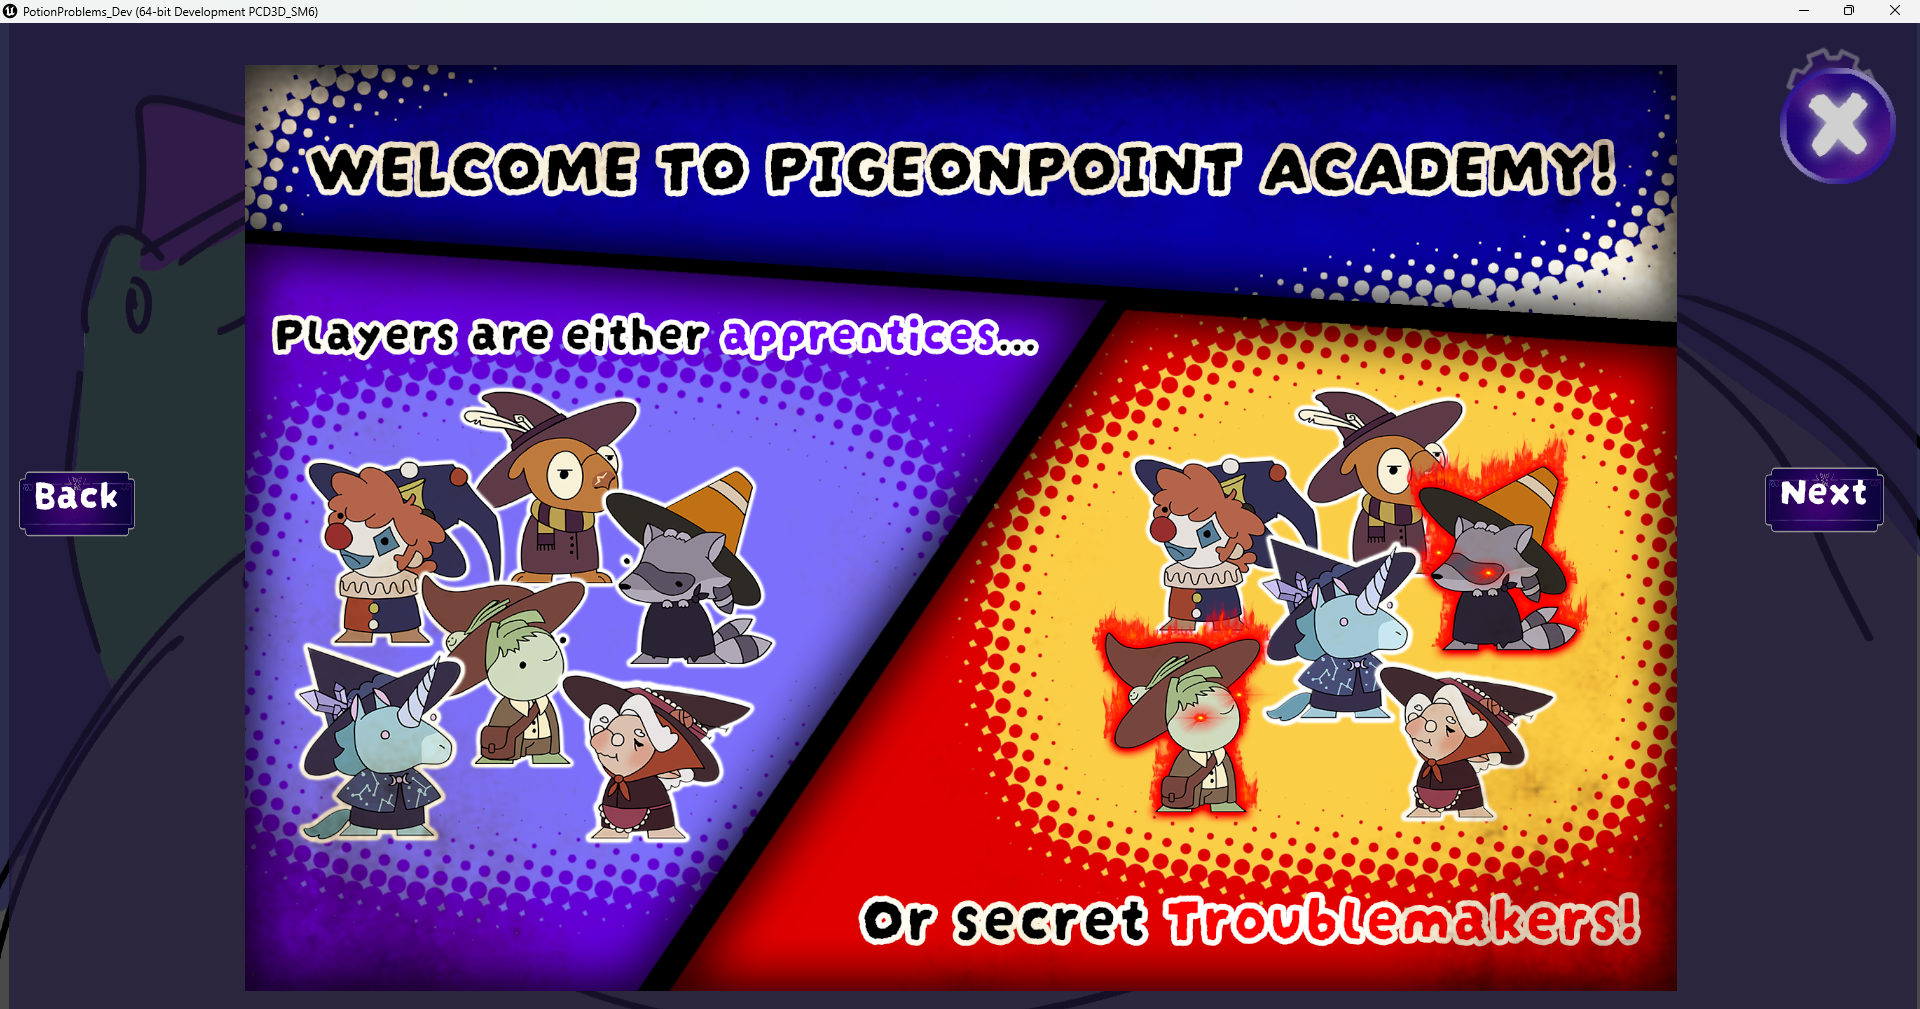 PotionProblems_Dev (64-bit Development PCD3D_SM6)
WELCOME TO PIGEONPOINT ACADEMY!
Players are either apprentices...
Back
Next
Or secret Troublemakers!